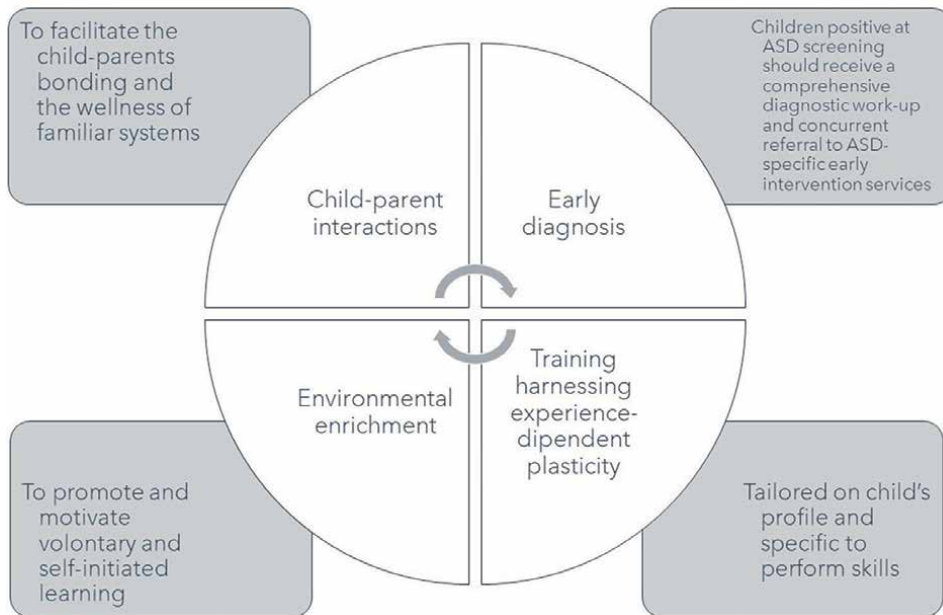 To facilitate the
child-parents
bonding and
the wellness of
familiar systems
Children positive at
ASD screening
should receive a
comprehensive
diagnostic work-up
and concurrent
referral to ASD-
specific early
intervention services
Child-parent
interactions
Early
diagnosis
Environmental
enrichment
Training
harnessing
experience-
dipendent
plasticity
To promote and
motivate
volontary and
self-initiated
learning
Tailored on child's
profile and
specific to
perform skills